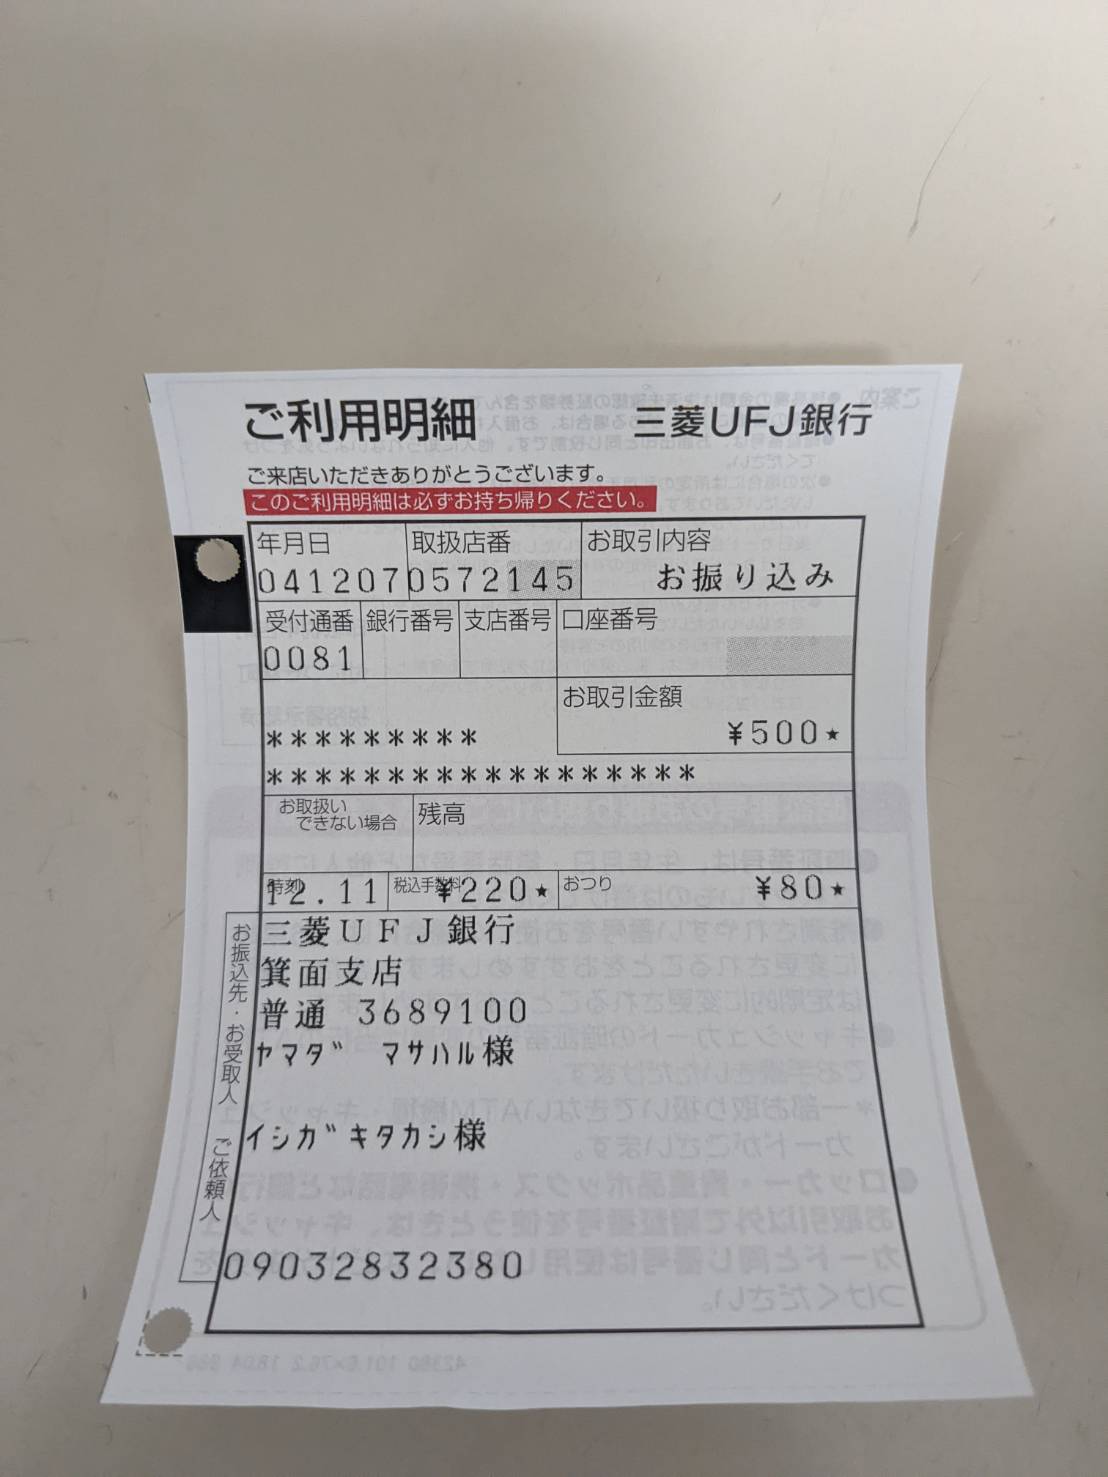 ご利用明細 三菱UFJ銀行
ご来店いただきありがとうございます。
このご利用明細は必ずお持ち帰りください。
年月日 取扱店番 お取引内容
041207 0572145 お振り込み
受付通番 銀行番号 支店番号 口座番号
0081
お取引金額
********* ¥500★
******************
お取扱い
できない場合 残高
時刻 12.11 税込手数料 ¥220★ おつり ¥80★
お振込先・お受取人 ご依頼人
三菱UFJ銀行
箕面支店
普通 3689100
ヤマダ マサハル様
イシガキタカシ様
09032832380